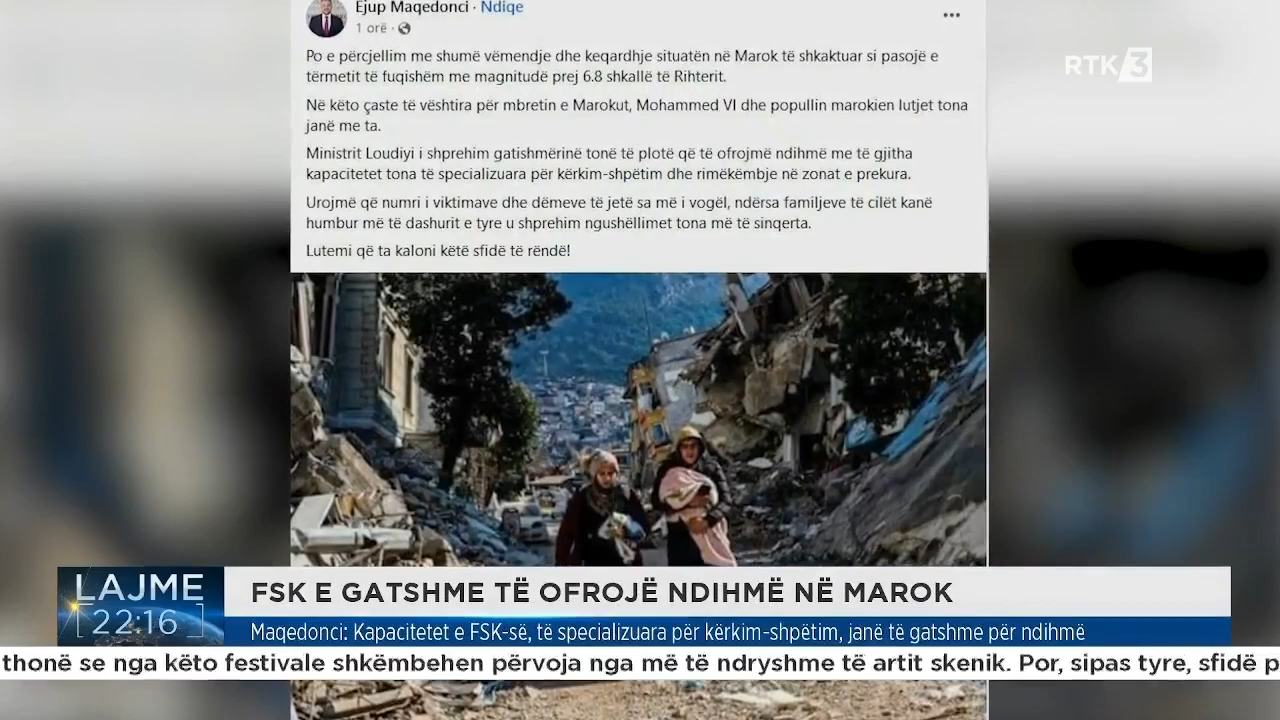 Ejup Maqedonci · Ndiqe
1 orë ·
RTK 3
Po e përcjellim me shumë vëmendje dhe keqardhje situatën në Marok të shkaktuar si pasojë e
tërmetit të fuqishëm me magnitudë prej 6.8 shkallë të Rihterit.
Në këto çaste të vështira për mbretin e Marokut, Mohammed VI dhe popullin marokien lutjet tona
janë me ta.
Ministrit Loudiyi i shprehim gatishmërinë tonë të plotë që të ofrojmë ndihmë me të gjitha
kapacitetet tona të specializuara për kërkim-shpëtim dhe rimëkëmbje në zonat e prekura.
Urojmë që numri i viktimave dhe dëmeve të jetë sa më i vogël, ndërsa familjeve të cilët kanë
humbur më të dashurit e tyre u shprehim ngushëllimet tona më të sinqerta.
Lutemi që ta kaloni këtë sfidë të rëndë!
LAJME
22:16
FSK E GATSHME TË OFROJË NDIHMË NË MAROK
Maqedonci: Kapacitetet e FSK-së, të specializuara për kërkim-shpëtim, janë të gatshme për ndihmë
thonë se nga këto festivale shkëmbehen përvoja nga më të ndryshme të artit skenik. Por, sipas tyre, sfidë p